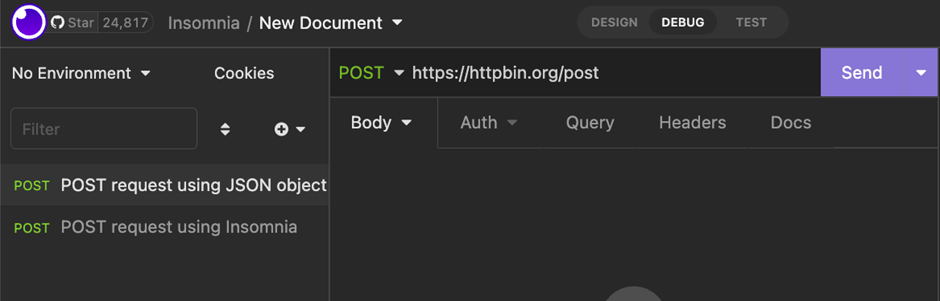 Star 24,817 Insomnia / New Document DESIGN DEBUG TEST
No Environment Cookies POST https://httpbin.org/post Send
Filter Body Auth Query Headers Docs
POST POST request using JSON object
POST POST request using Insomnia